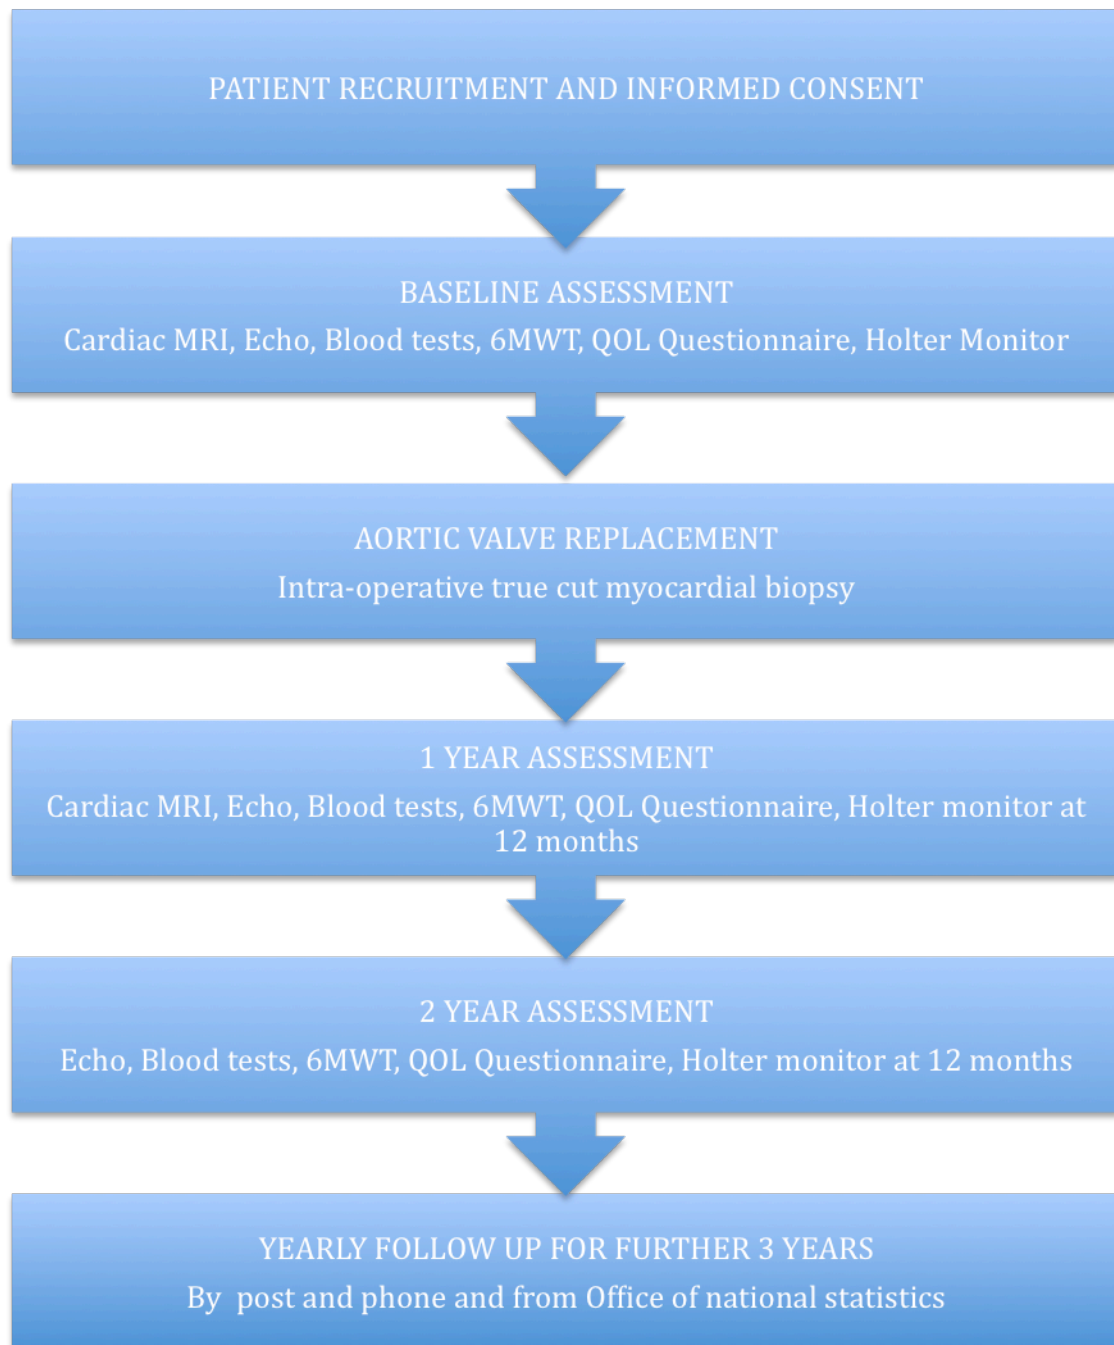 PATIENT RECRUITMENT AND INFORMED CONSENT
BASELINE ASSESSMENT
Cardiac MRI, Echo, Blood tests, 6MWT, QOL Questionnaire, Holter Monitor
AORTIC VALVE REPLACEMENT
Intra-operative true cut myocardial biopsy
1 YEAR ASSESSMENT
Cardiac MRI, Echo, Blood tests, 6MWT, QOL Questionnaire, Holter monitor at
12 months
2 YEAR ASSESSMENT
Echo, Blood tests, 6MWT, QOL Questionnaire, Holter monitor at 12 months
YEARLY FOLLOW UP FOR FURTHER 3 YEARS
By  post and phone and from Office of national statistics